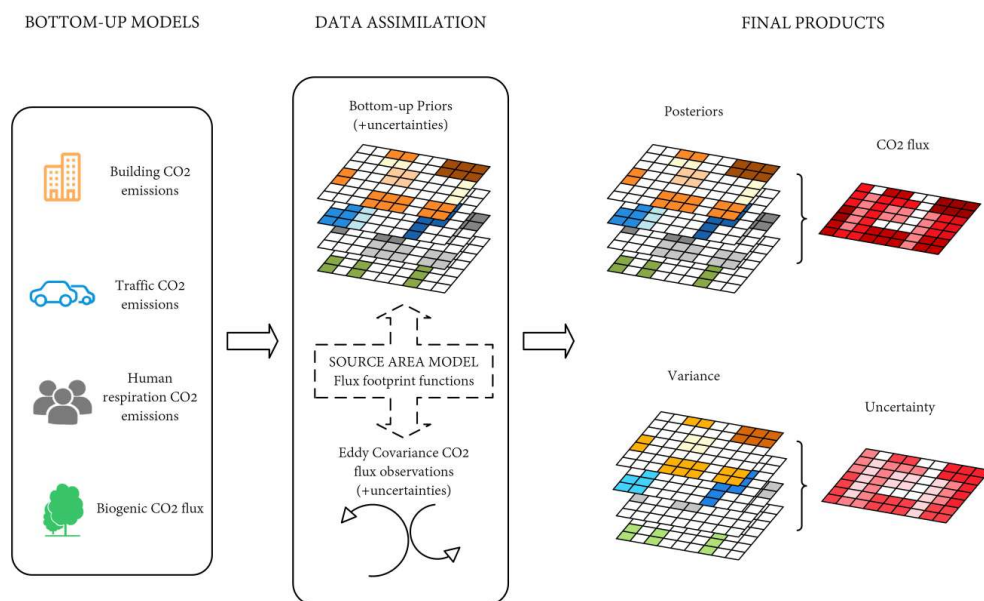 BOTTOM-UP MODELS
DATA ASSIMILATION
FINAL PRODUCTS
Building CO2
emissions
Traffic CO2
emissions
Human
respiration CO2
emissions
Biogenic CO2 flux
Bottom-up Priors
(+uncertainties)
SOURCE AREA MODEL
Flux footprint functions
Eddy Covariance CO2
flux observations
(+uncertainties)
Posteriors
CO2 flux
Variance
Uncertainty